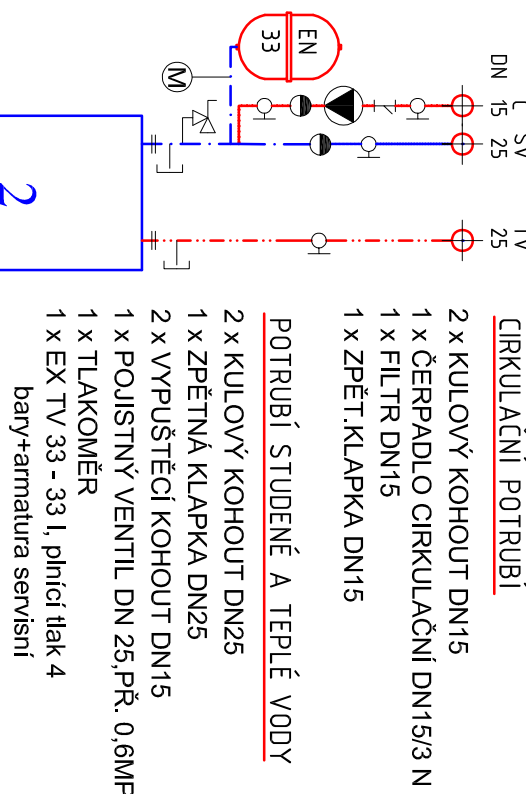 DN
15
SV
25
TV
25
EN
33
M
2
CIRKULAČNÍ POTRUBÍ
2 x KULOVÝ KOHOUT DN15
1 x ČERPADLO CIRKULAČNÍ DN15/3 N
1 x FILTR DN15
1 x ZPĚT.KLAPKA DN15
POTRUBÍ STUDENÉ A TEPLÉ VODY
2 x KULOVÝ KOHOUT DN25
1 x ZPĚTNÁ KLAPKA DN25
2 x VYPUŠTĚCÍ KOHOUT DN15
1 x POJISTNÝ VENTIL DN 25,PŘ. 0,6MP
1 x TLAKOMĚR
1 x EX TV 33 - 33 l, plnící tlak 4
bary+armatura servisní